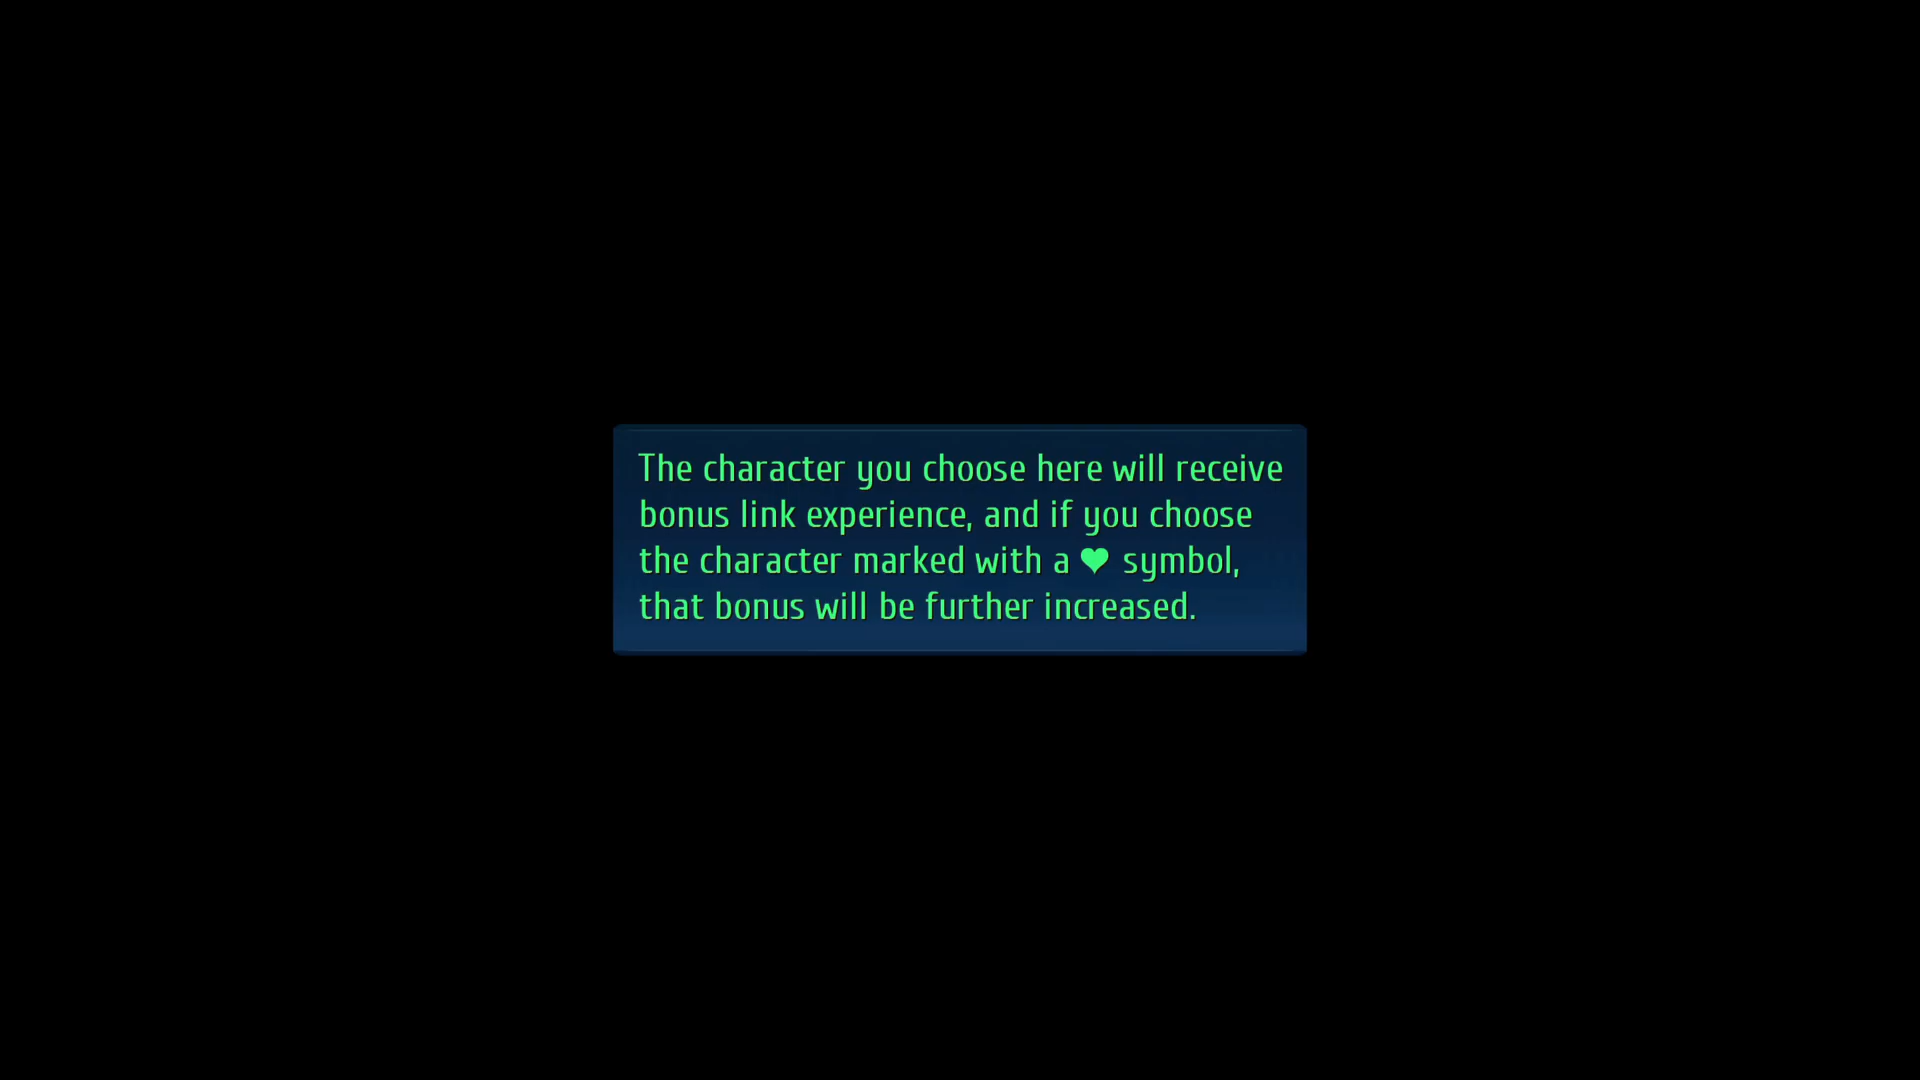 The character you choose here will receive
bonus link experience, and if you choose
the character marked with a ♥ symbol,
that bonus will be further increased.